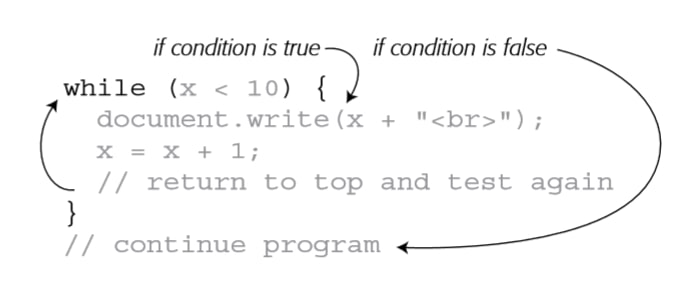 if condition is true if condition is false
while (x < 10) {
document.write(x + "<br>");
x = x + 1;
// return to top and test again
}
// continue program